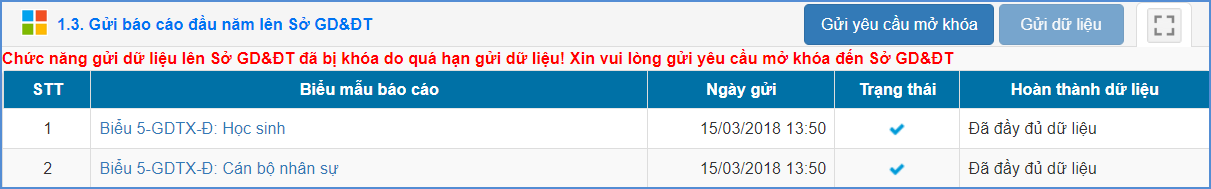 1.3. Gửi báo cáo đầu năm lên Sở GD&ĐT Gửi yêu cầu mở khóa Gửi dữ liệu
Chức năng gửi dữ liệu lên Sở GD&ĐT đã bị khóa do quá hạn gửi dữ liệu! Xin vui lòng gửi yêu cầu mở khóa đến Sở GD&ĐT
STT Biểu mẫu báo cáo Ngày gửi Trạng thái Hoàn thành dữ liệu
1 Biểu 5-GDTX-Đ: Học sinh 15/03/2018 13:50 Đã đầy đủ dữ liệu
2 Biểu 5-GDTX-Đ: Cán bộ nhân sự 15/03/2018 13:50 Đã đầy đủ dữ liệu